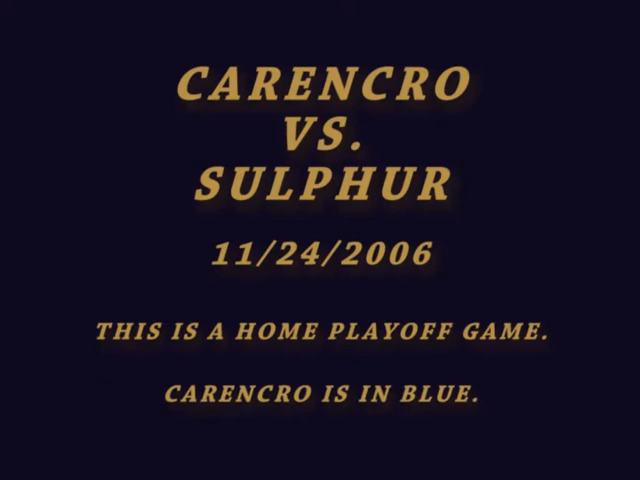 CARENCRO
VS.
SULPHUR
11/24/2006
THIS IS A HOME PLAYOFF GAME.
CARENCRO IS IN BLUE.